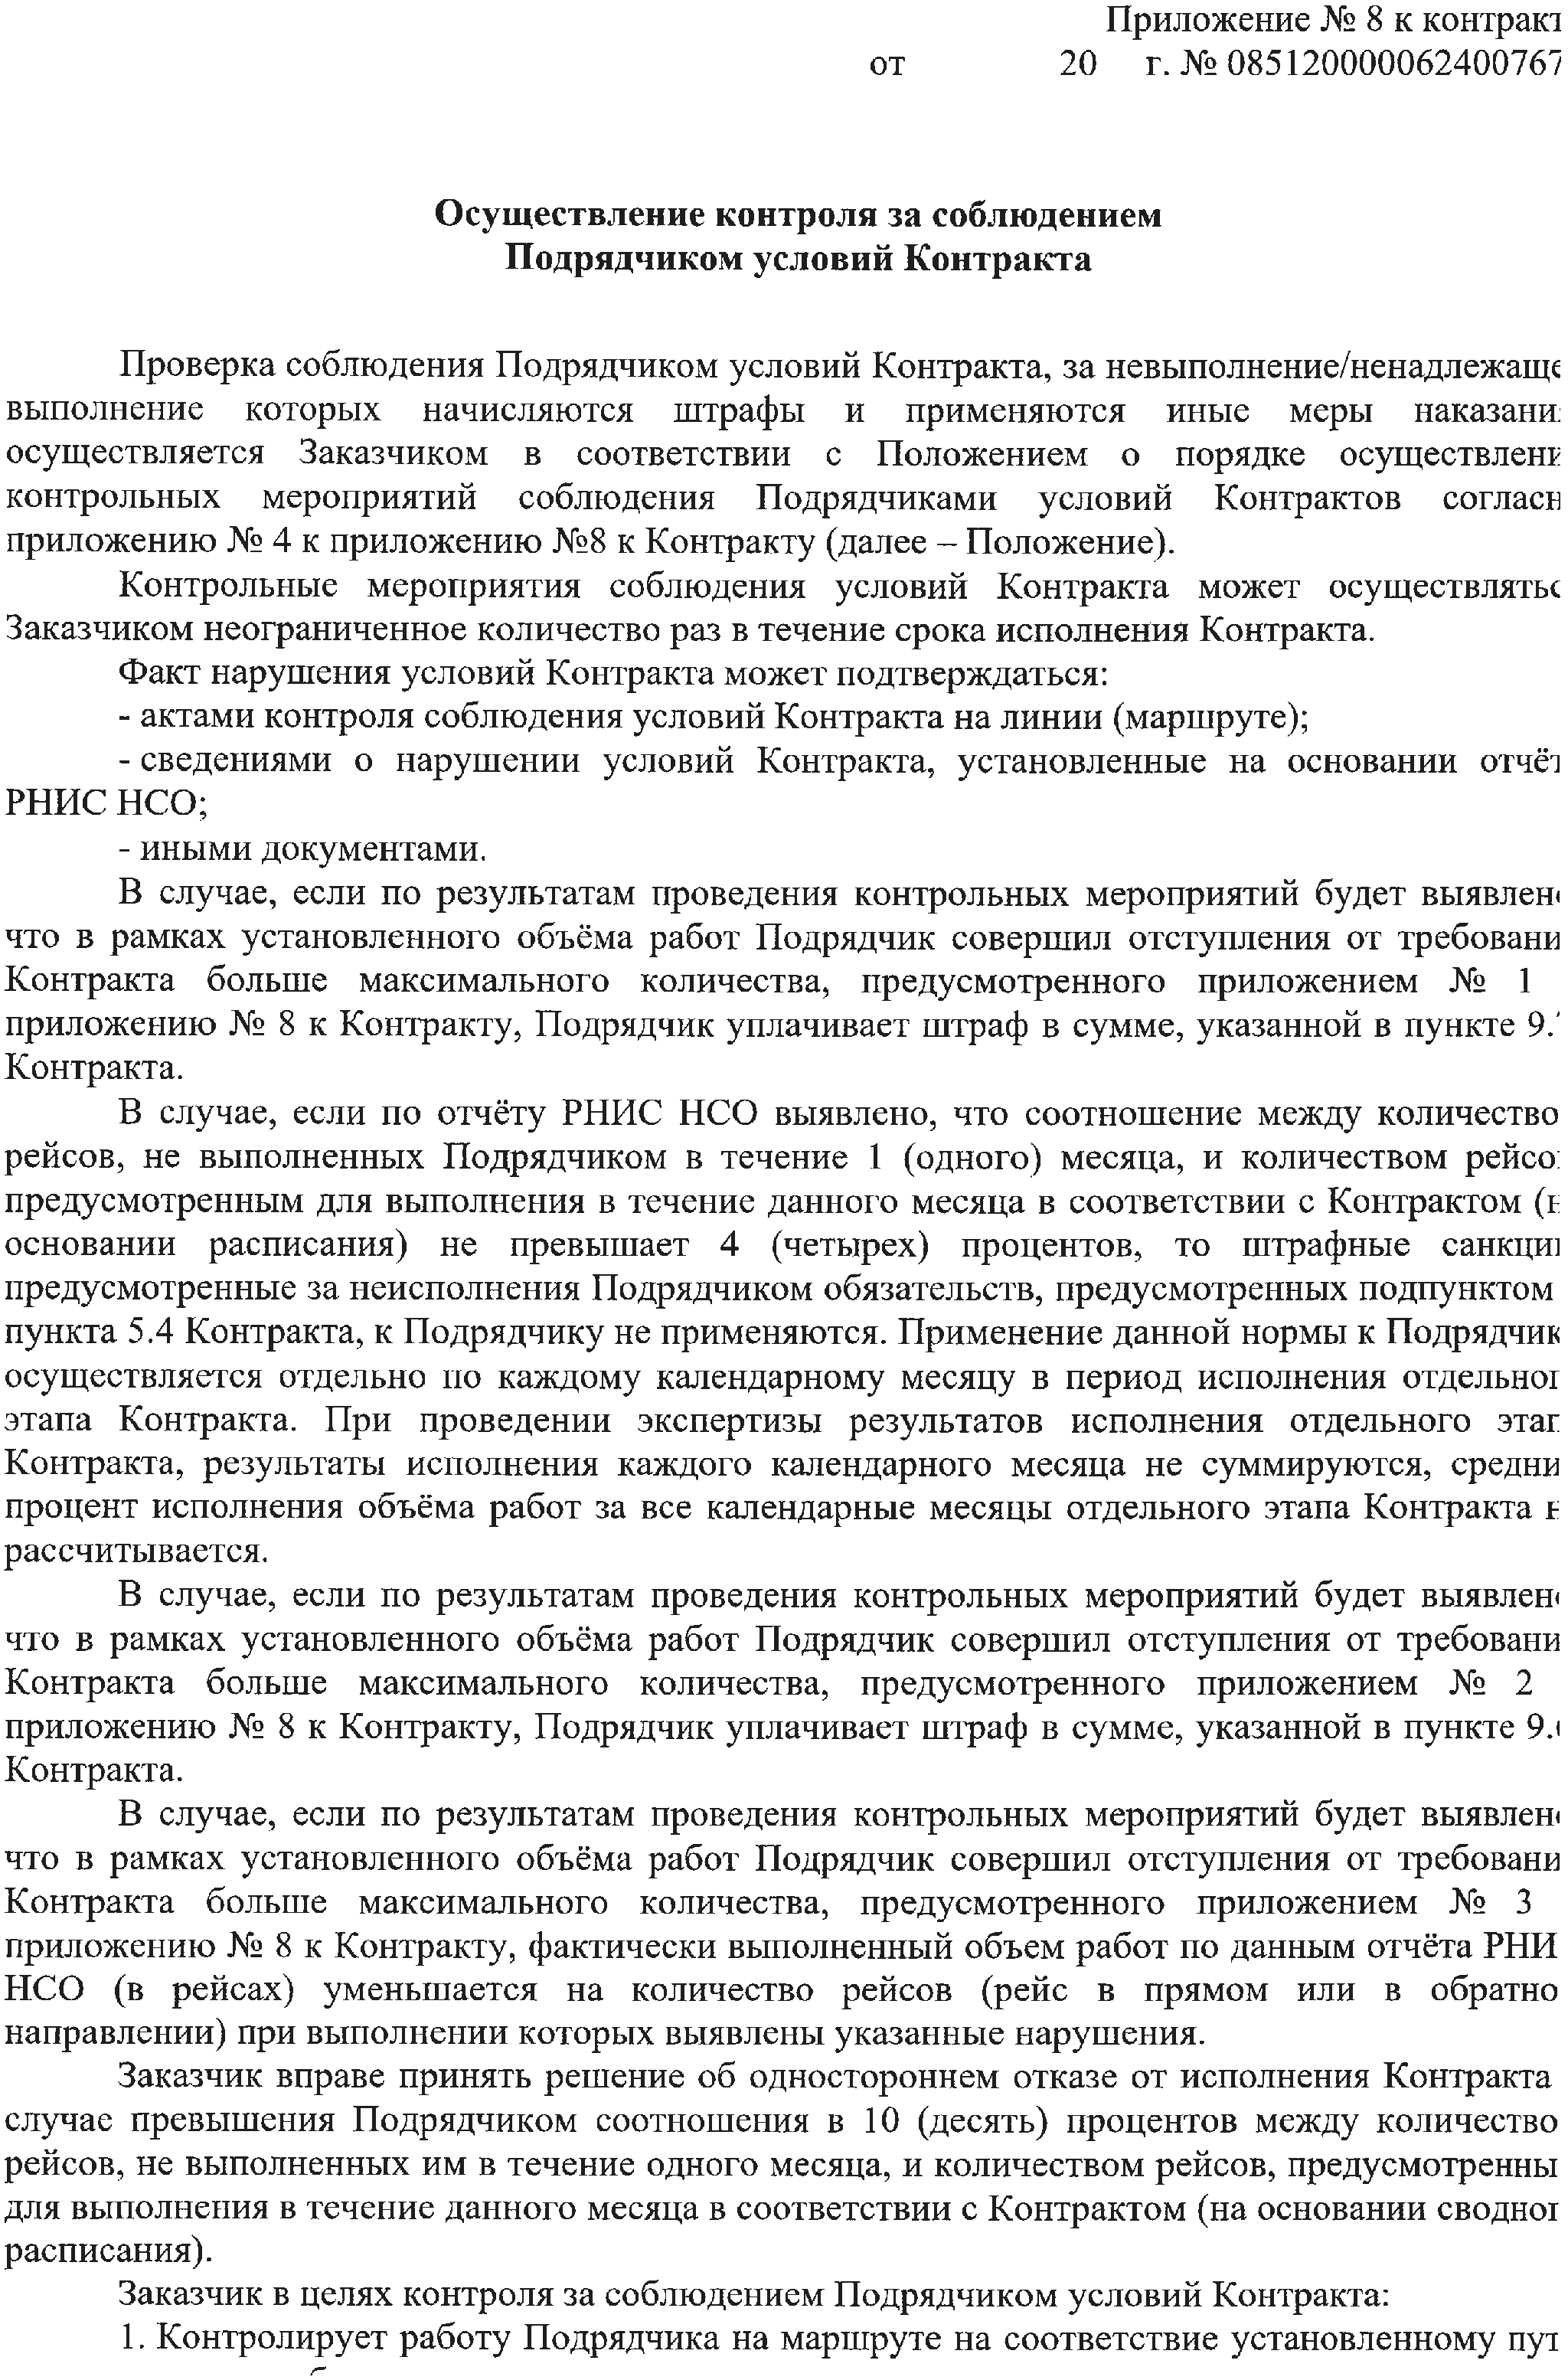 Приложение № 8 к контракт
от 20 г. № 085120000062400767
Осуществление контроля за соблюдением
Подрядчиком условий Контракта
Проверка соблюдения Подрядчиком условий Контракта, за невыполнение/ненадлежаще
выполнение которых начисляются штрафы и применяются иные меры наказани
осуществляется Заказчиком в соответствии с Положением о порядке осуществлени
контрольных мероприятий соблюдения Подрядчиками условий Контрактов согласн
приложению № 4 к приложению №8 к Контракту (далее – Положение).
Контрольные мероприятия соблюдения условий Контракта может осуществлятьс
Заказчиком неограниченное количество раз в течение срока исполнения Контракта.
Факт нарушения условий Контракта может подтверждаться:
- актами контроля соблюдения условий Контракта на линии (маршруте);
- сведениями о нарушении условий Контракта, установленные на основании отчёт
РНИС НСО;
- иными документами.
В случае, если по результатам проведения контрольных мероприятий будет выявлен
что в рамках установленного объёма работ Подрядчик совершил отступления от требовани
Контракта больше максимального количества, предусмотренного приложением № 1
приложению № 8 к Контракту, Подрядчик уплачивает штраф в сумме, указанной в пункте 9.
Контракта.
В случае, если по отчёту РНИС НСО выявлено, что соотношение между количество
рейсов, не выполненных Подрядчиком в течение 1 (одного) месяца, и количеством рейсо
предусмотренным для выполнения в течение данного месяца в соответствии с Контрактом (н
основании расписания) не превышает 4 (четырех) процентов, то штрафные санкци
предусмотренные за неисполнения Подрядчиком обязательств, предусмотренных подпунктом
пункта 5.4 Контракта, к Подрядчику не применяются. Применение данной нормы к Подрядчик
осуществляется отдельно по каждому календарному месяцу в период исполнения отдельног
этапа Контракта. При проведении экспертизы результатов исполнения отдельного этап
Контракта, результаты исполнения каждого календарного месяца не суммируются, средни
процент исполнения объёма работ за все календарные месяцы отдельного этапа Контракта н
рассчитывается.
В случае, если по результатам проведения контрольных мероприятий будет выявлен
что в рамках установленного объёма работ Подрядчик совершил отступления от требовани
Контракта больше максимального количества, предусмотренного приложением № 2
приложению № 8 к Контракту, Подрядчик уплачивает штраф в сумме, указанной в пункте 9.
Контракта.
В случае, если по результатам проведения контрольных мероприятий будет выявлен
что в рамках установленного объёма работ Подрядчик совершил отступления от требовани
Контракта больше максимального количества, предусмотренного приложением № 3
приложению № 8 к Контракту, фактически выполненный объем работ по данным отчёта РНИ
НСО (в рейсах) уменьшается на количество рейсов (рейс в прямом или в обратно
направлении) при выполнении которых выявлены указанные нарушения.
Заказчик вправе принять решение об одностороннем отказе от исполнения Контракта
случае превышения Подрядчиком соотношения в 10 (десять) процентов между количество
рейсов, не выполненных им в течение одного месяца, и количеством рейсов, предусмотренны
для выполнения в течение данного месяца в соответствии с Контрактом (на основании сводног
расписания).
Заказчик в целях контроля за соблюдением Подрядчиком условий Контракта:
1. Контролирует работу Подрядчика на маршруте на соответствие установленному пут